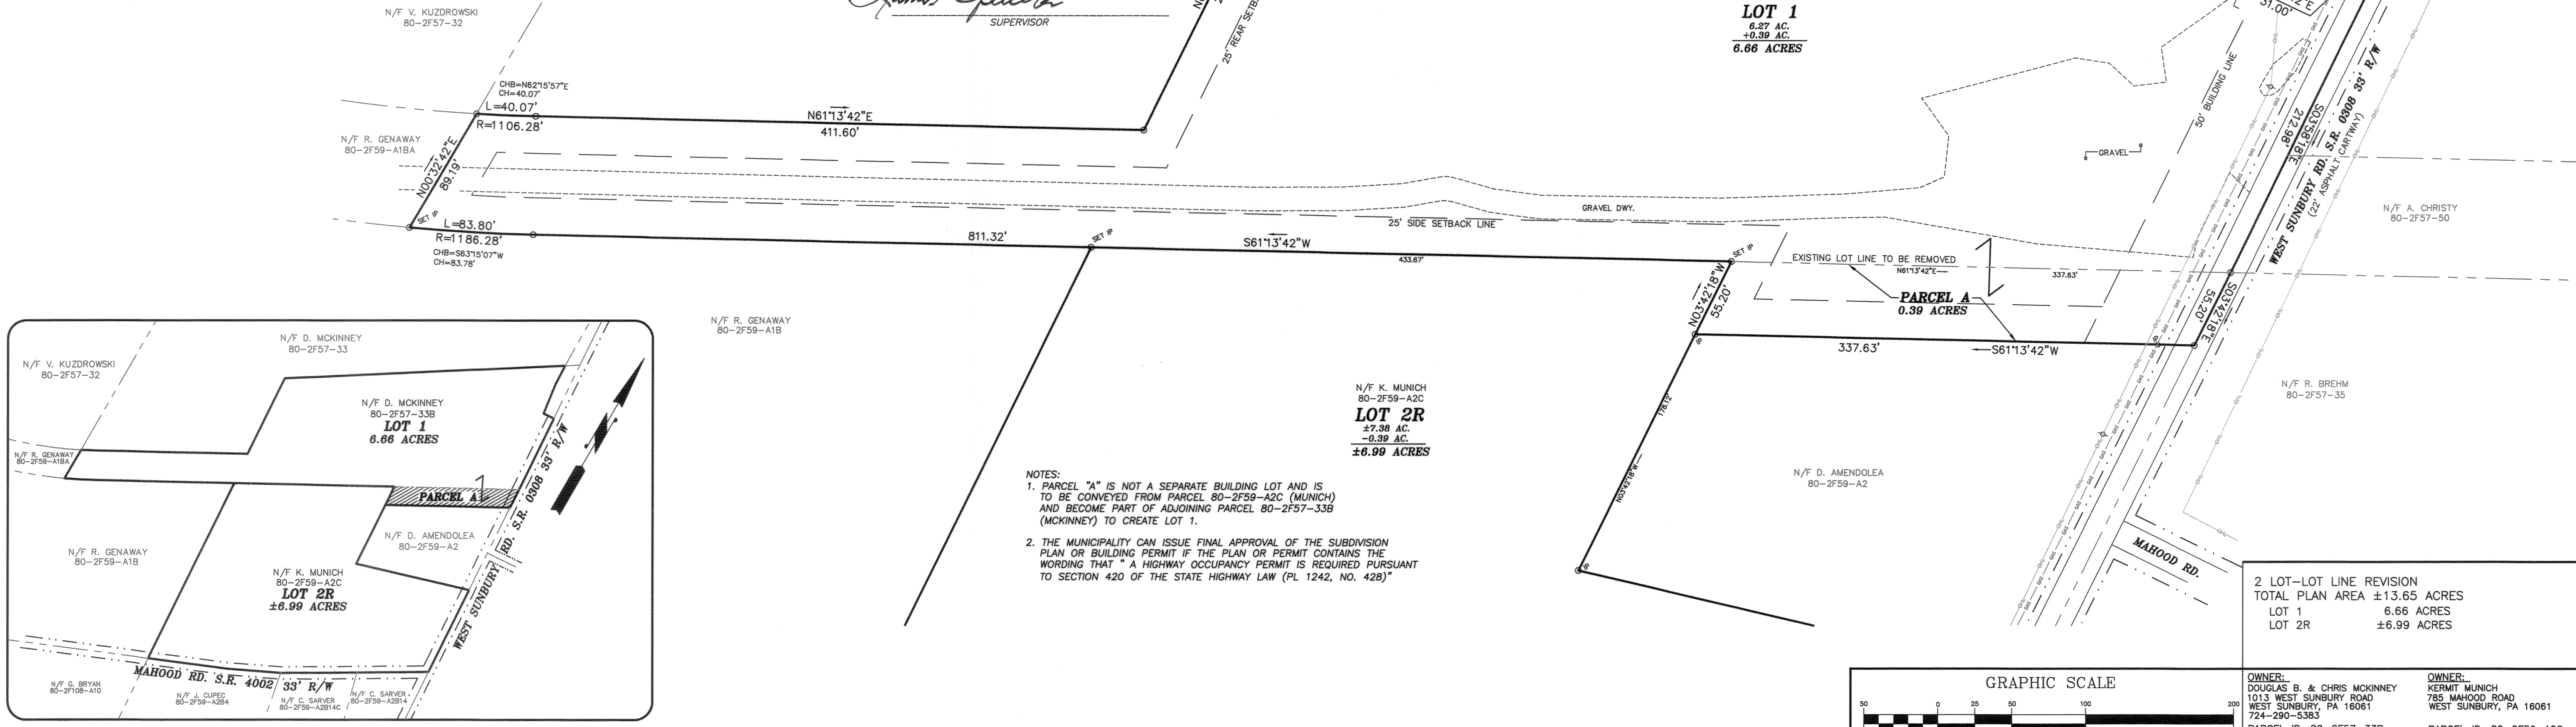 N/F V. KUZDROWSKI
80-2F57-32
SUPERVISOR
25' REAR SETB
LOT 1
6.27 AC.
+0.39 AC.
6.66 ACRES
31.00'
CHB=N62°15'57"E
CH=40.07'
L=40.07'
R=1106.28'
N61°13'42"E
411.60'
N/F R. GENAWAY
80-2F59-A1BA
N00°32'42"E
89.19'
SET IP
L=83.80'
R=1186.28'
CHB=S63°15'07"W
CH=83.78'
811.32'
SET IP
S61°13'42"W
433.67'
25' SIDE SETBACK LINE
GRAVEL DWY.
GRAVEL
50' BUILDING LINE
S03°58'18"E
212.98'
WEST SUNBURY RD. S.R. 0308 33' R/W
(22' ASPHALT CARTWAY)
N/F A. CHRISTY
80-2F57-50
SET IP
EXISTING LOT LINE TO BE REMOVED
N61°13'42"E
337.63'
PARCEL A
0.39 ACRES
N03°42'18"W
55.20'
S03°42'18"E
55.20'
337.63'
S61°13'42"W
N/F R. GENAWAY
80-2F59-A1B
N/F K. MUNICH
80-2F59-A2C
LOT 2R
±7.38 AC.
-0.39 AC.
±6.99 ACRES
178.12'
N03°42'18"W
N/F D. AMENDOLEA
80-2F59-A2
N/F R. BREHM
80-2F57-35
MAHOOD RD.
NOTES:
1. PARCEL "A" IS NOT A SEPARATE BUILDING LOT AND IS
TO BE CONVEYED FROM PARCEL 80-2F59-A2C (MUNICH)
AND BECOME PART OF ADJOINING PARCEL 80-2F57-33B
(MCKINNEY) TO CREATE LOT 1.
2. THE MUNICIPALITY CAN ISSUE FINAL APPROVAL OF THE SUBDIVISION
PLAN OR BUILDING PERMIT IF THE PLAN OR PERMIT CONTAINS THE
WORDING THAT " A HIGHWAY OCCUPANCY PERMIT IS REQUIRED PURSUANT
TO SECTION 420 OF THE STATE HIGHWAY LAW (PL 1242, NO. 428)"
N/F D. MCKINNEY
80-2F57-33
N/F V. KUZDROWSKI
80-2F57-32
N/F D. MCKINNEY
80-2F57-33B
LOT 1
6.66 ACRES
N/F R. GENAWAY
80-2F59-A1BA
PARCEL A
N/F R. GENAWAY
80-2F59-A1B
N/F D. AMENDOLEA
80-2F59-A2
N/F K. MUNICH
80-2F59-A2C
LOT 2R
±6.99 ACRES
WEST SUNBURY RD. S.R. 0308 33' R/W
MAHOOD RD. S.R. 4002 33' R/W
N/F G. BRYAN
80-2F108-A10
N/F J. CUPEC
80-2F59-A2B4
N/F C. SARVER
80-2F59-A2B14C
N/F C. SARVER
80-2F59-A2B14
2 LOT-LOT LINE REVISION
TOTAL PLAN AREA ±13.65 ACRES
LOT 1 6.66 ACRES
LOT 2R ±6.99 ACRES
GRAPHIC SCALE
50 0 25 50 100 200
OWNER:
DOUGLAS B. & CHRIS MCKINNEY
1013 WEST SUNBURY ROAD
WEST SUNBURY, PA 16061
724-290-5383
OWNER:
KERMIT MUNICH
785 MAHOOD ROAD
WEST SUNBURY, PA 16061